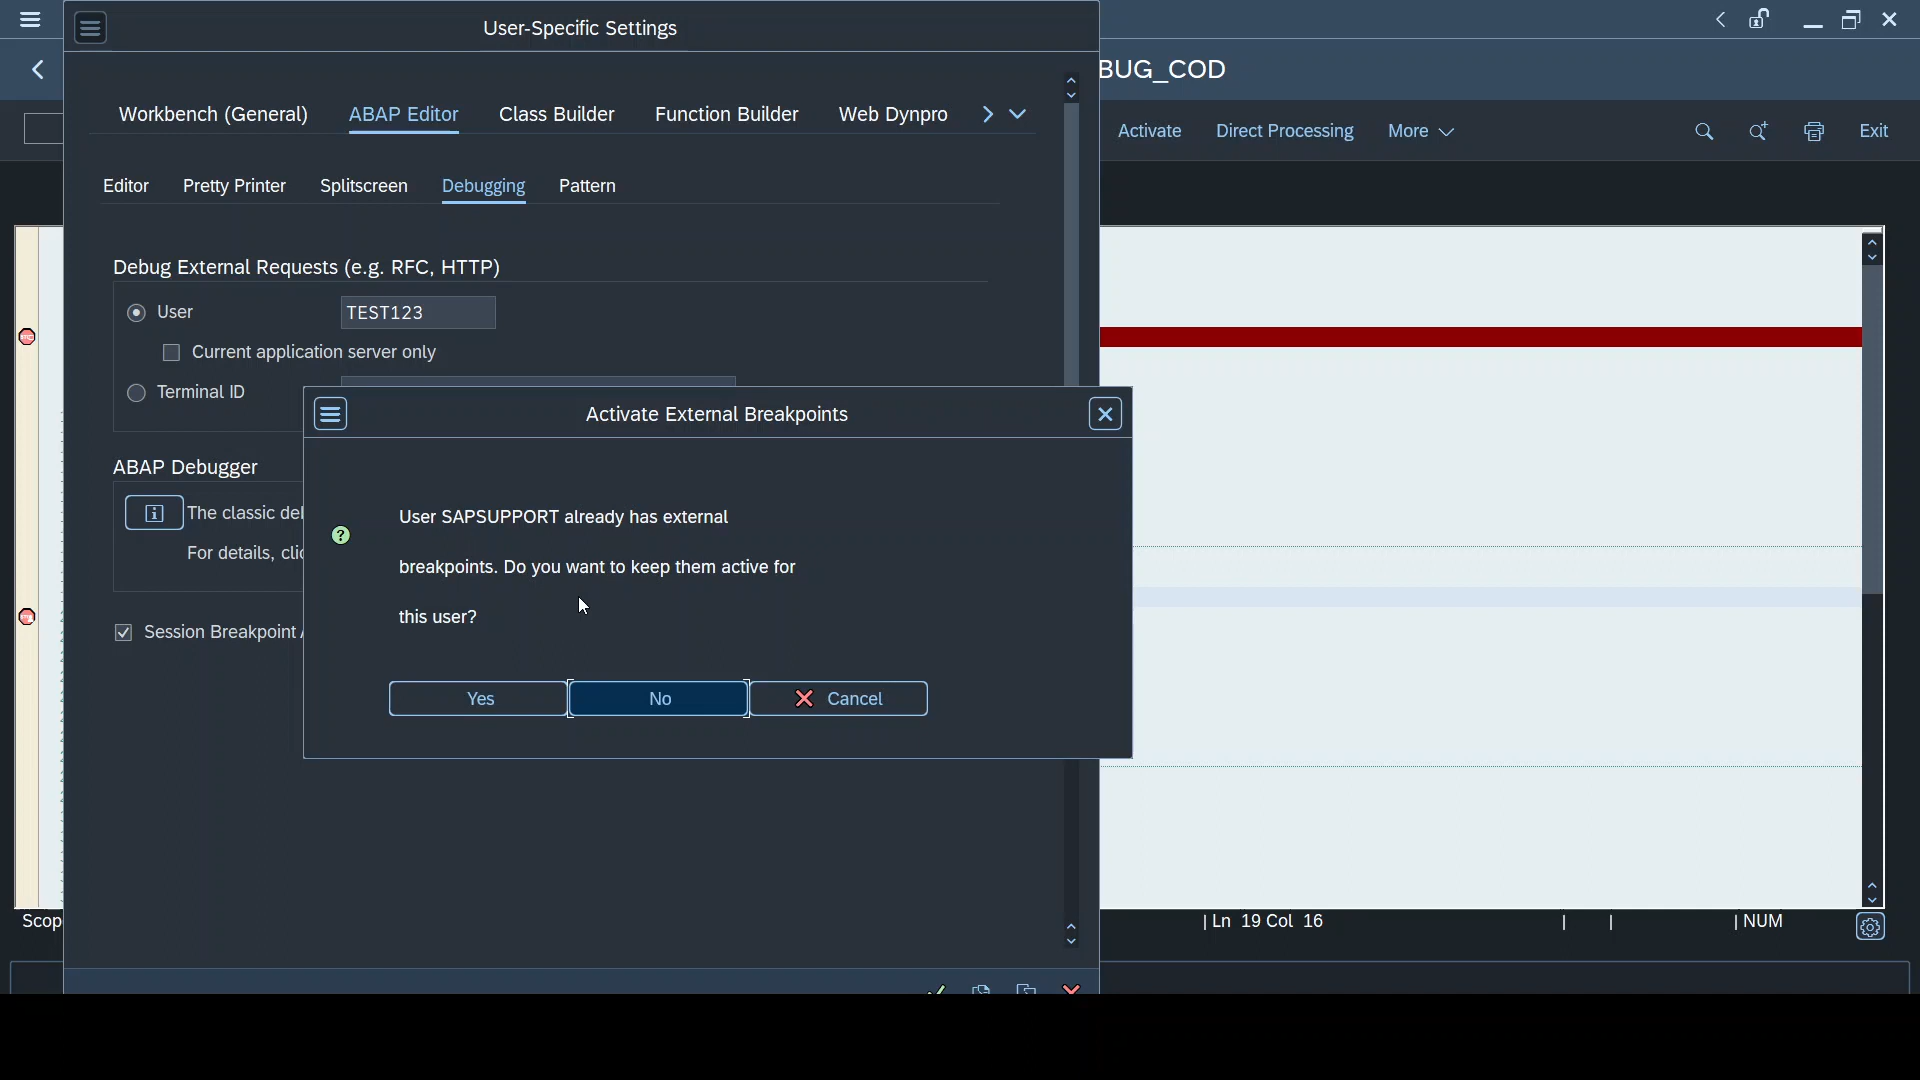 User-Specific Settings
BUG_COD
Workbench (General) ABAP Editor Class Builder Function Builder Web Dynpro
Activate Direct Processing More Exit
Editor Pretty Printer Splitscreen Debugging Pattern
Debug External Requests (e.g. RFC, HTTP)
User TEST123
Current application server only
Terminal ID
Activate External Breakpoints
ABAP Debugger
The classic de
For details, cli
User SAPSUPPORT already has external
breakpoints. Do you want to keep them active for
this user?
Session Breakpoint
Yes No Cancel
Scop
Ln 19 Col 16 NUM